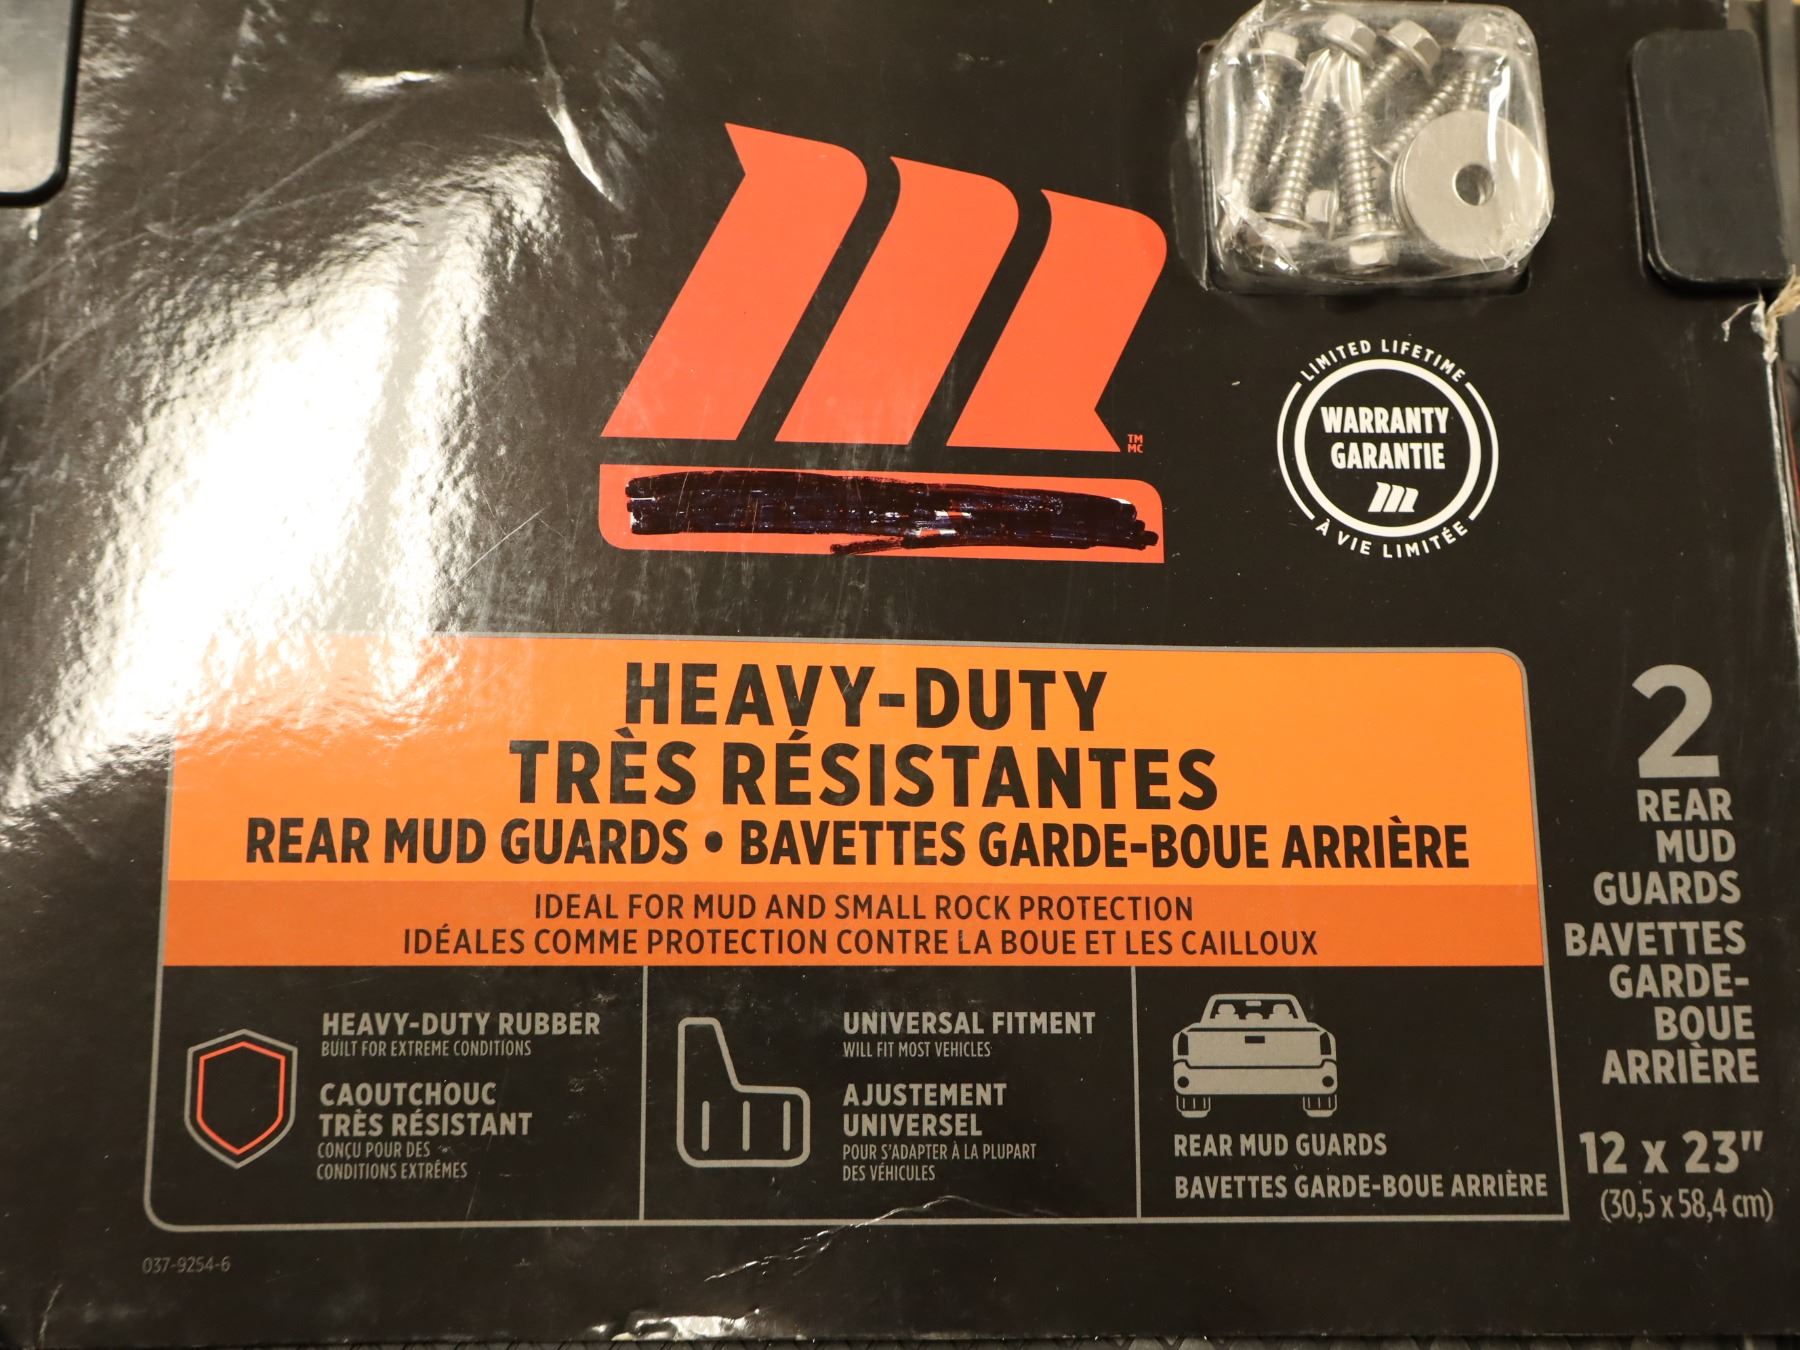 TM
MC
LIMITED LIFETIME
WARRANTY
GARANTIE
À VIE LIMITÉE
HEAVY-DUTY
TRÈS RÉSISTANTES
REAR MUD GUARDS • BAVETTES GARDE-BOUE ARRIÈRE
IDEAL FOR MUD AND SMALL ROCK PROTECTION
IDÉALES COMME PROTECTION CONTRE LA BOUE ET LES CAILLOUX
HEAVY-DUTY RUBBER
BUILT FOR EXTREME CONDITIONS
CAOUTCHOUC
TRÈS RÉSISTANT
CONÇU POUR DES
CONDITIONS EXTRÊMES
UNIVERSAL FITMENT
WILL FIT MOST VEHICLES
AJUSTEMENT
UNIVERSEL
POUR S'ADAPTER À LA PLUPART
DES VÉHICULES
REAR MUD GUARDS
BAVETTES GARDE-BOUE ARRIÈRE
2
REAR
MUD
GUARDS
BAVETTES
GARDE-
BOUE
ARRIÈRE
12 x 23"
(30,5 x 58,4 cm)
037-9254-6